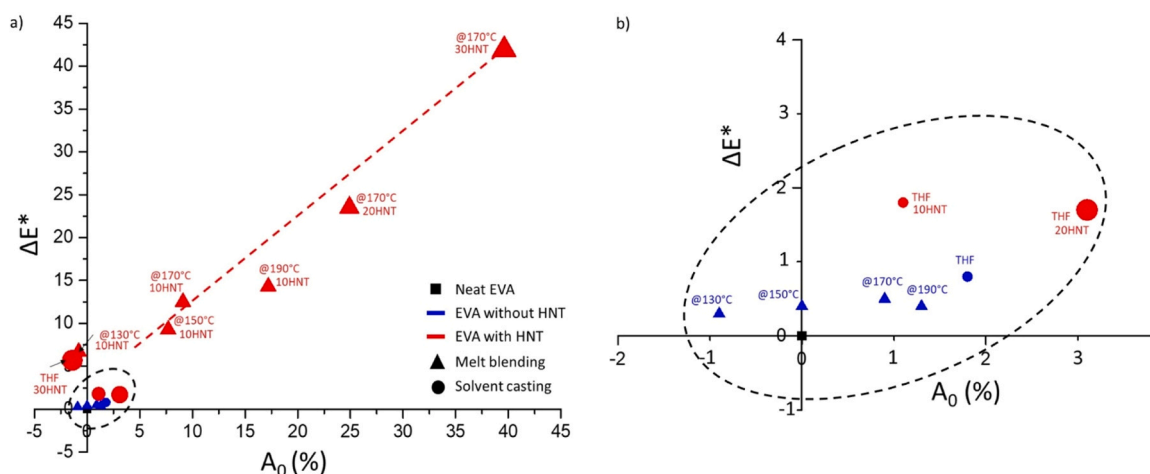 a)
45
40
35
30
25
20
15
10
5
0
-5
ΔE*
-5
0
5
10
15
20
25
30
35
40
45
A0 (%)
@170°C
30HNT
@170°C
20HNT
@190°C
10HNT
@170°C
10HNT
@150°C
10HNT
@130°C
10HNT
THF
30HNT
Neat EVA
EVA without HNT
EVA with HNT
Melt blending
Solvent casting
b)
4
3
2
1
0
-1
ΔE*
-2
-1
0
1
2
3
A0 (%)
THF
10HNT
THF
20HNT
THF
@130°C
@150°C
@170°C
@190°C